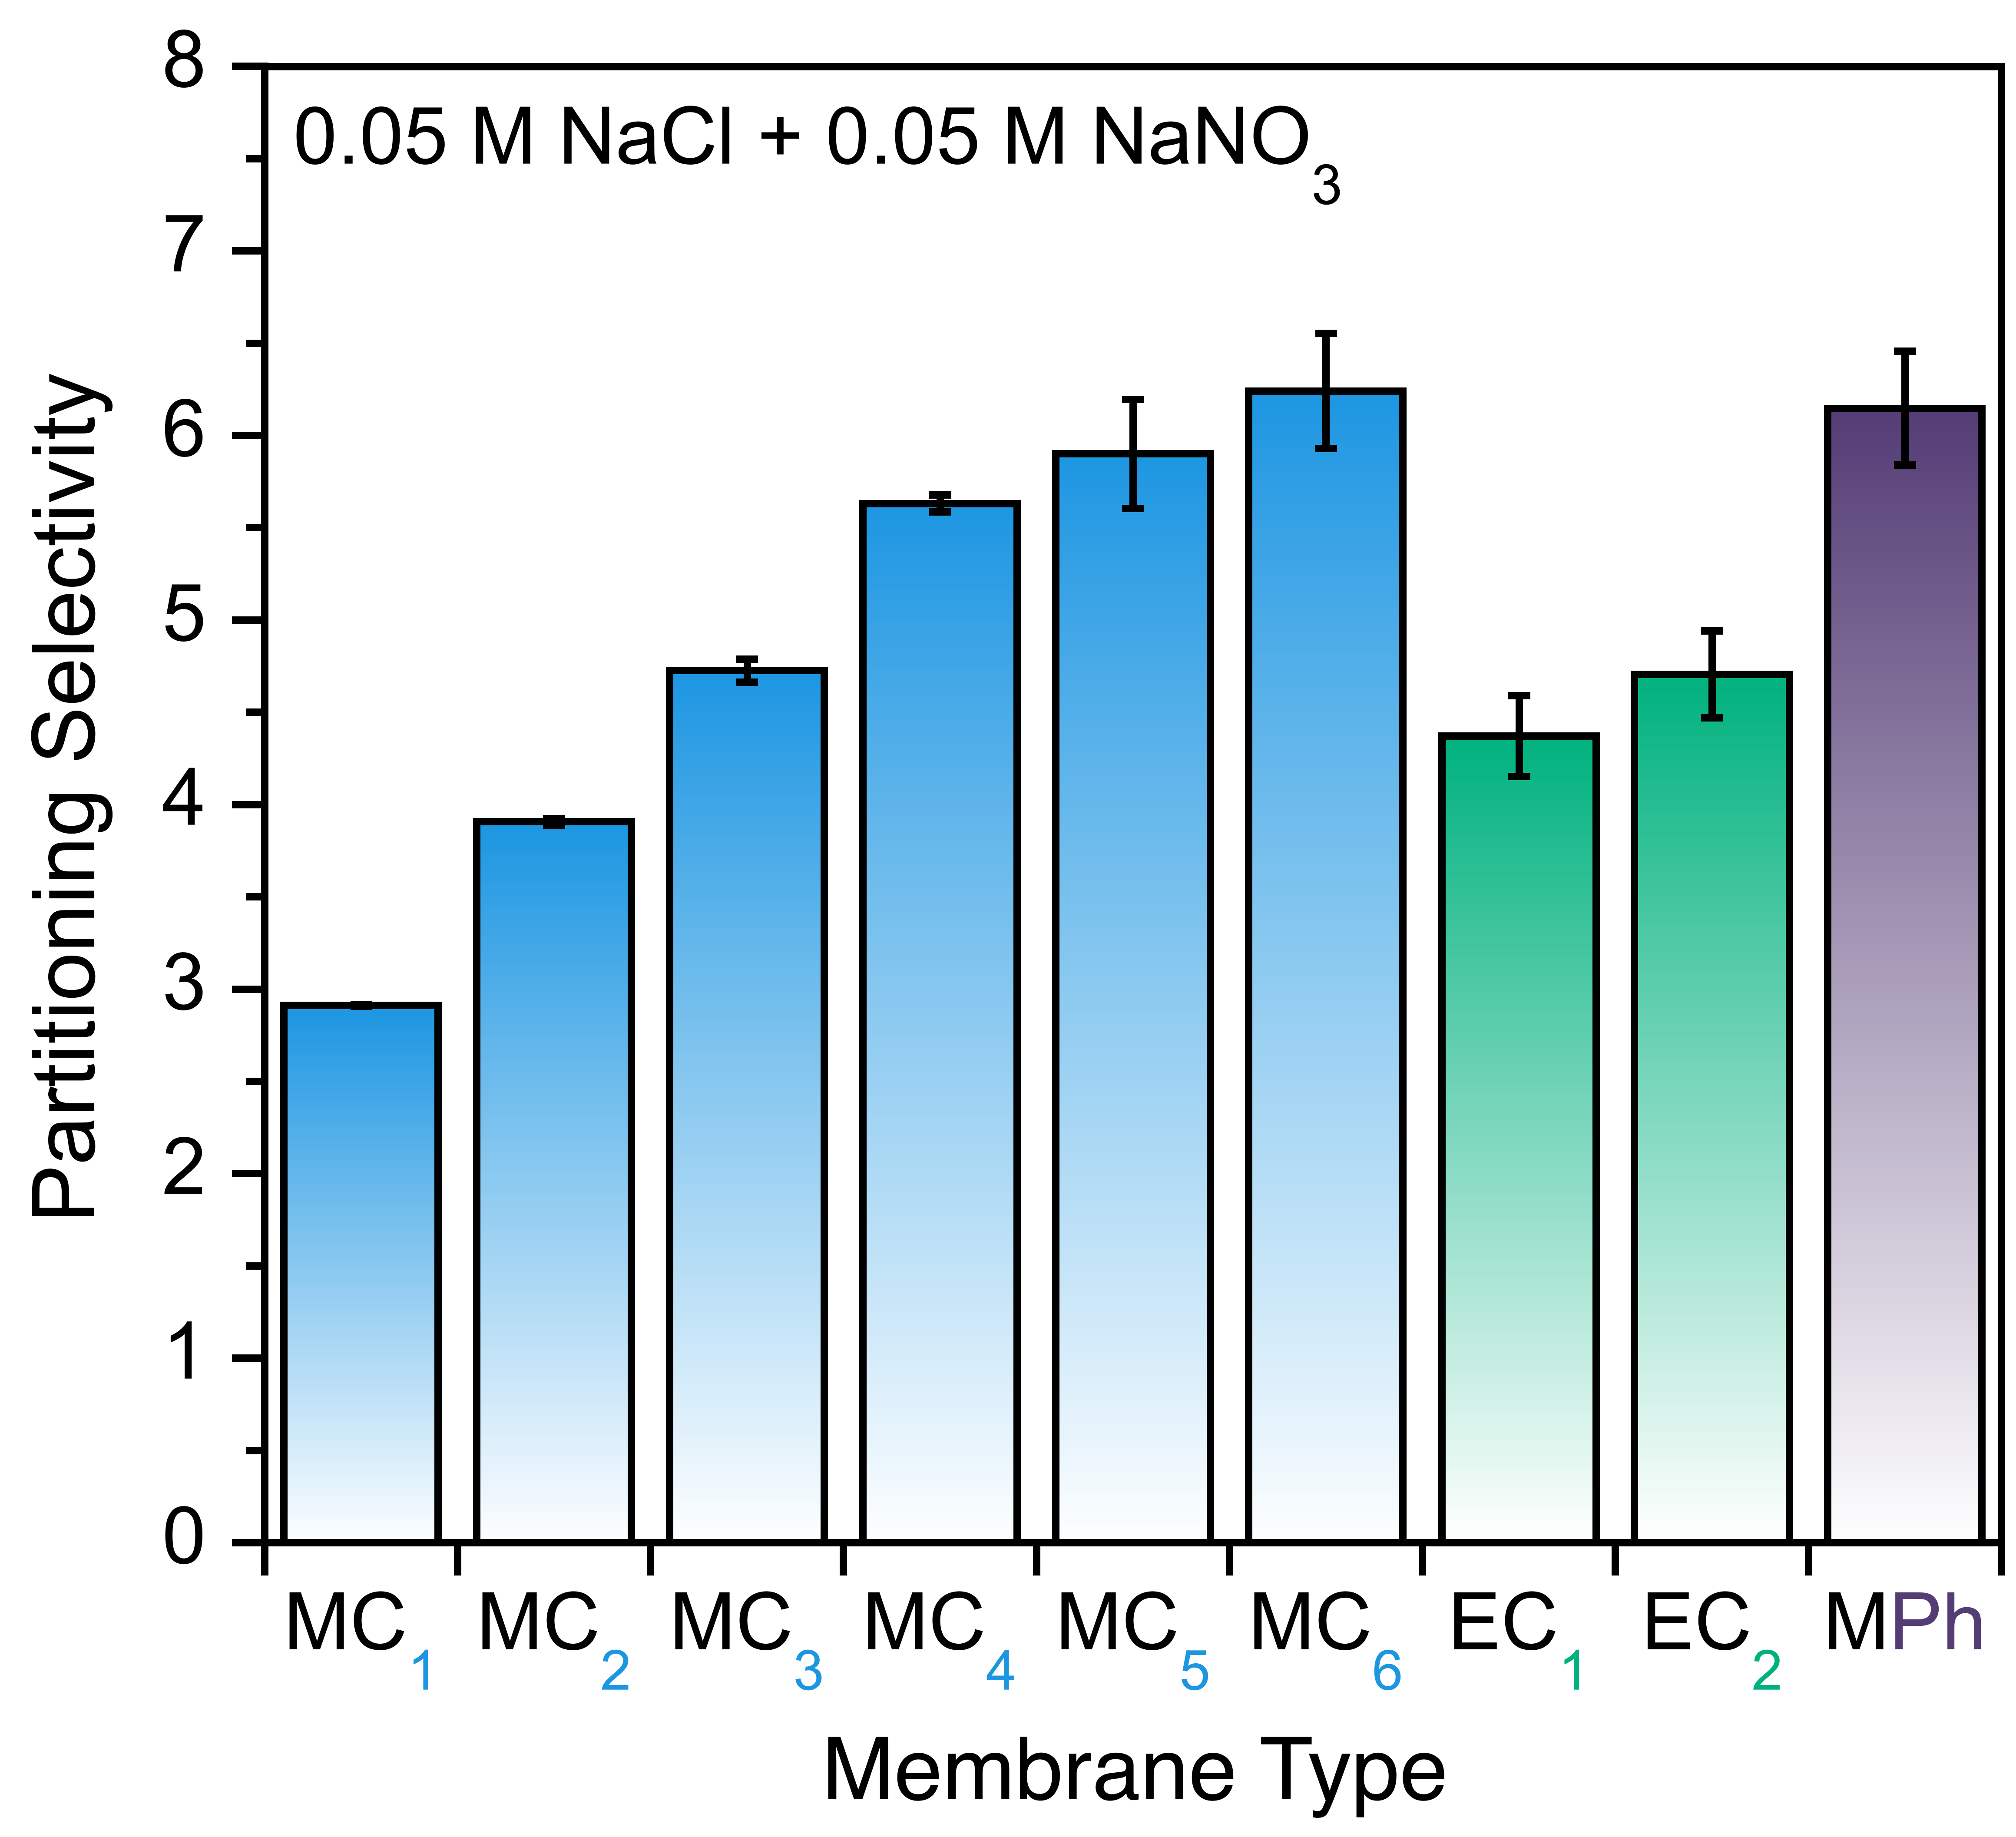 0.05 M NaCl + 0.05 M NaNO₃
Partitioning Selectivity
8
7
6
5
4
3
2
1
0
MC₁ MC₂ MC₃ MC₄ MC₅ MC₆ EC₁ EC₂ MPh
Membrane Type